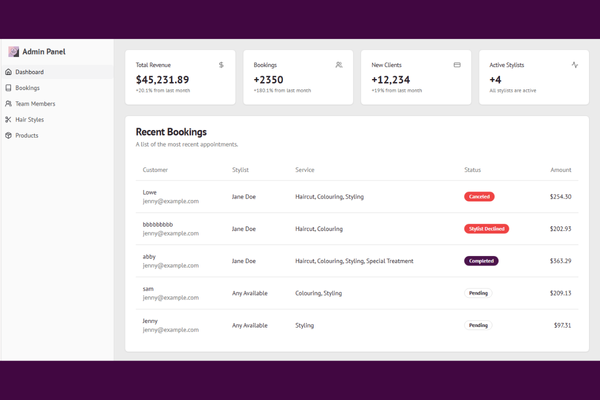 Admin Panel
Dashboard
Bookings
Team Members
Hair Styles
Products
Total Revenue
$45,231.89
+20.1% from last month
Bookings
+2350
+180.1% from last month
New Clients
+12,234
+19% from last month
Active Stylists
+4
All stylists are active
Recent Bookings
A list of the most recent appointments.
Customer Stylist Service Status Amount
Lowe
jenny@example.com
Jane Doe Haircut, Colouring, Styling Canceled $254.30
bbbbbbbbb
jenny@example.com
Jane Doe Haircut, Colouring Stylist Declined $202.93
abby
jenny@example.com
Jane Doe Haircut, Colouring, Styling, Special Treatment Completed $363.29
sam
jenny@example.com
Any Available Colouring, Styling Pending $209.13
Jenny
jenny@example.com
Any Available Styling Pending $97.31